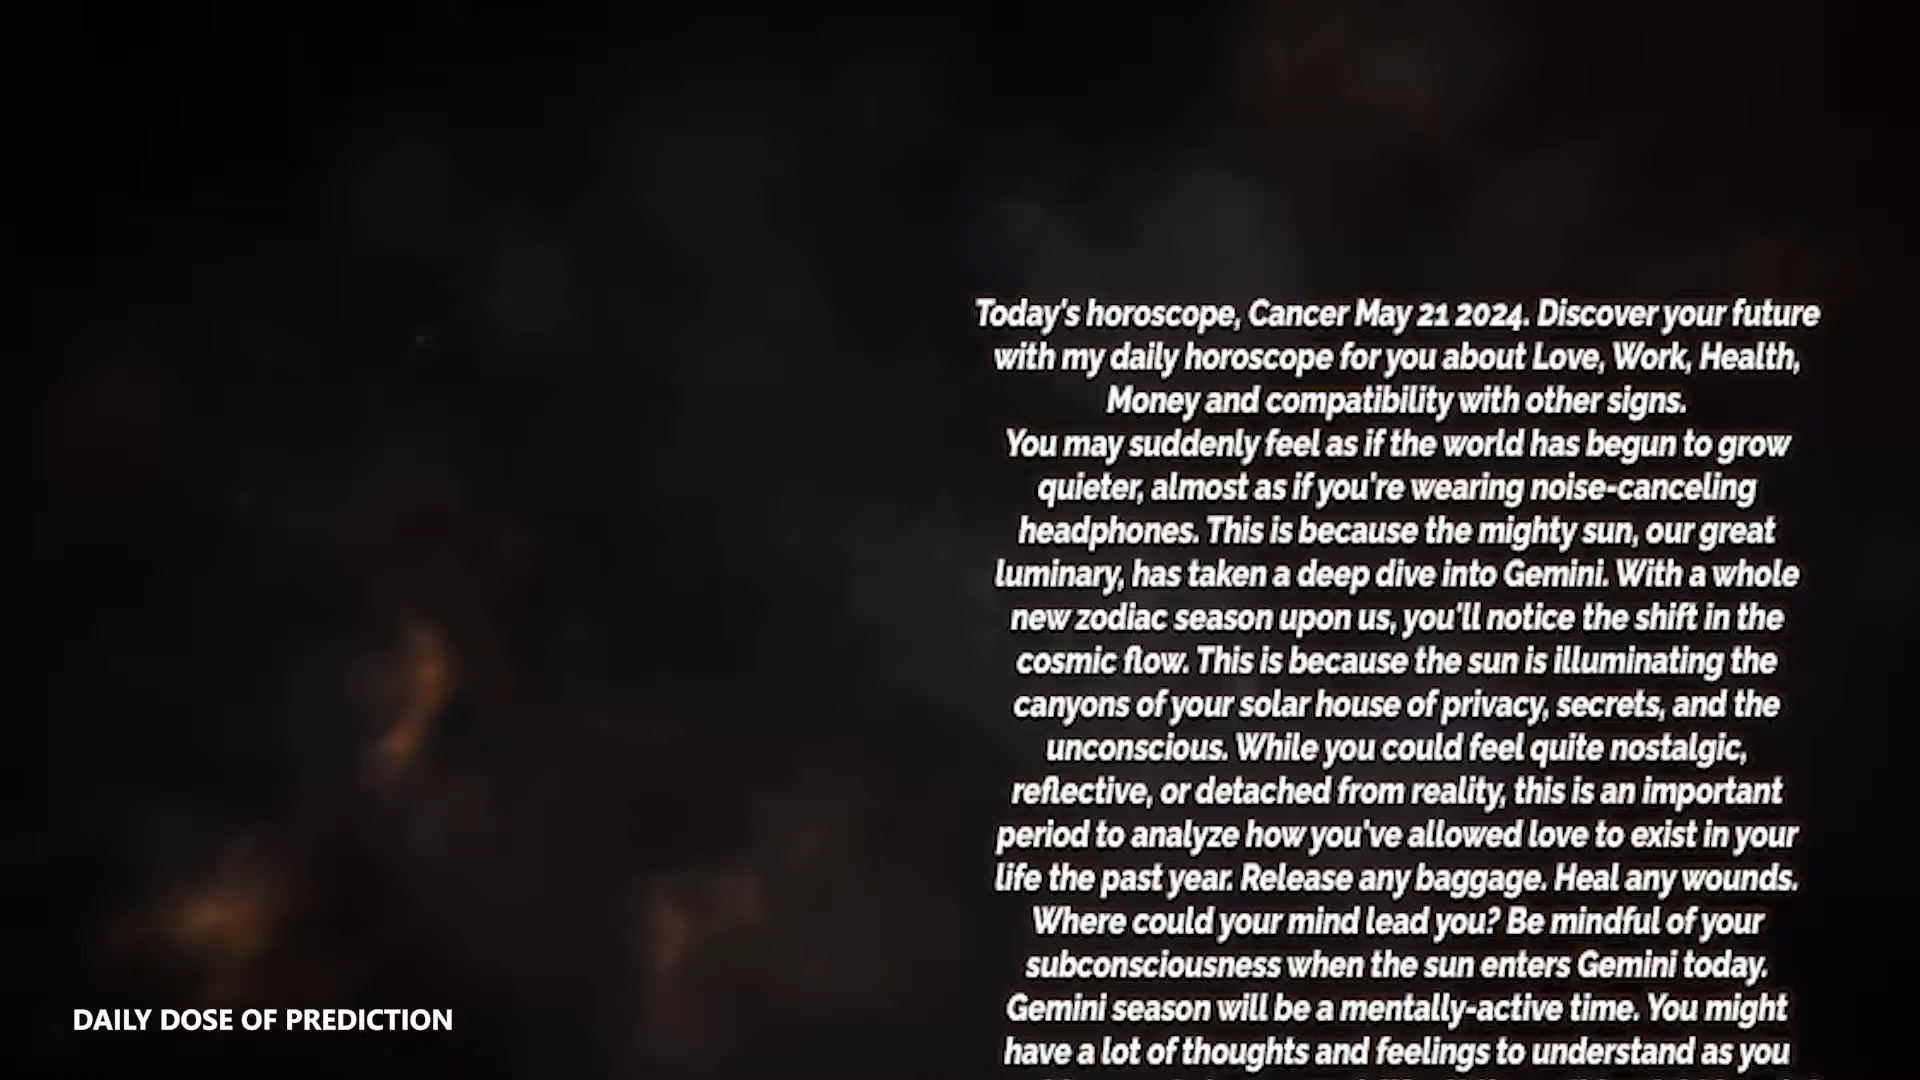 Today's horoscope, Cancer May 21 2024. Discover your future
with my daily horoscope for you about Love, Work, Health,
Money and compatibility with other signs.
You may suddenly feel as if the world has begun to grow
quieter, almost as if you're wearing noise-canceling
headphones. This is because the mighty sun, our great
luminary, has taken a deep dive into Gemini. With a whole
new zodiac season upon us, you'll notice the shift in the
cosmic flow. This is because the sun is illuminating the
canyons of your solar house of privacy, secrets, and the
unconscious. While you could feel quite nostalgic,
reflective, or detached from reality, this is an important
period to analyze how you've allowed love to exist in your
life the past year. Release any baggage. Heal any wounds.
Where could your mind lead you? Be mindful of your
subconsciousness when the sun enters Gemini today.
Gemini season will be a mentally-active time. You might
have a lot of thoughts and feelings to understand as you
DAILY DOSE OF PREDICTION